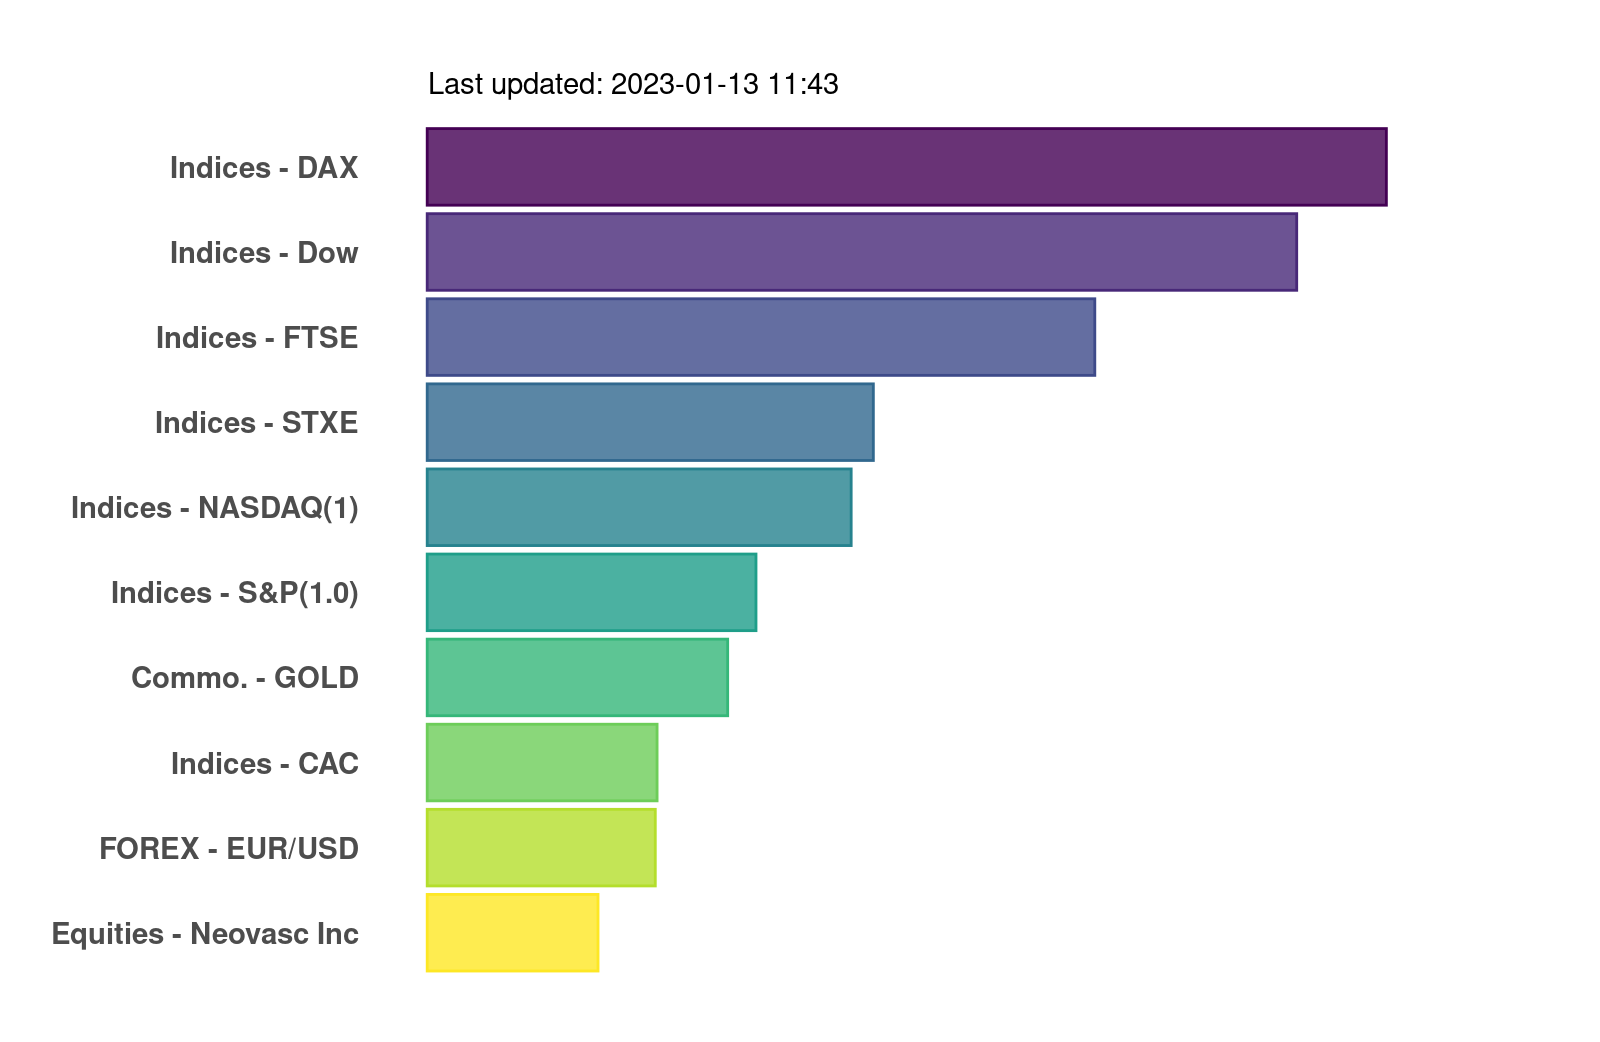 Last updated: 2023-01-13 11:43
Indices - DAX
Indices - Dow
Indices - FTSE
Indices - STXE
Indices - NASDAQ(1)
Indices - S&P(1.0)
Commo. - GOLD
Indices - CAC
FOREX - EUR/USD
Equities - Neovasc Inc